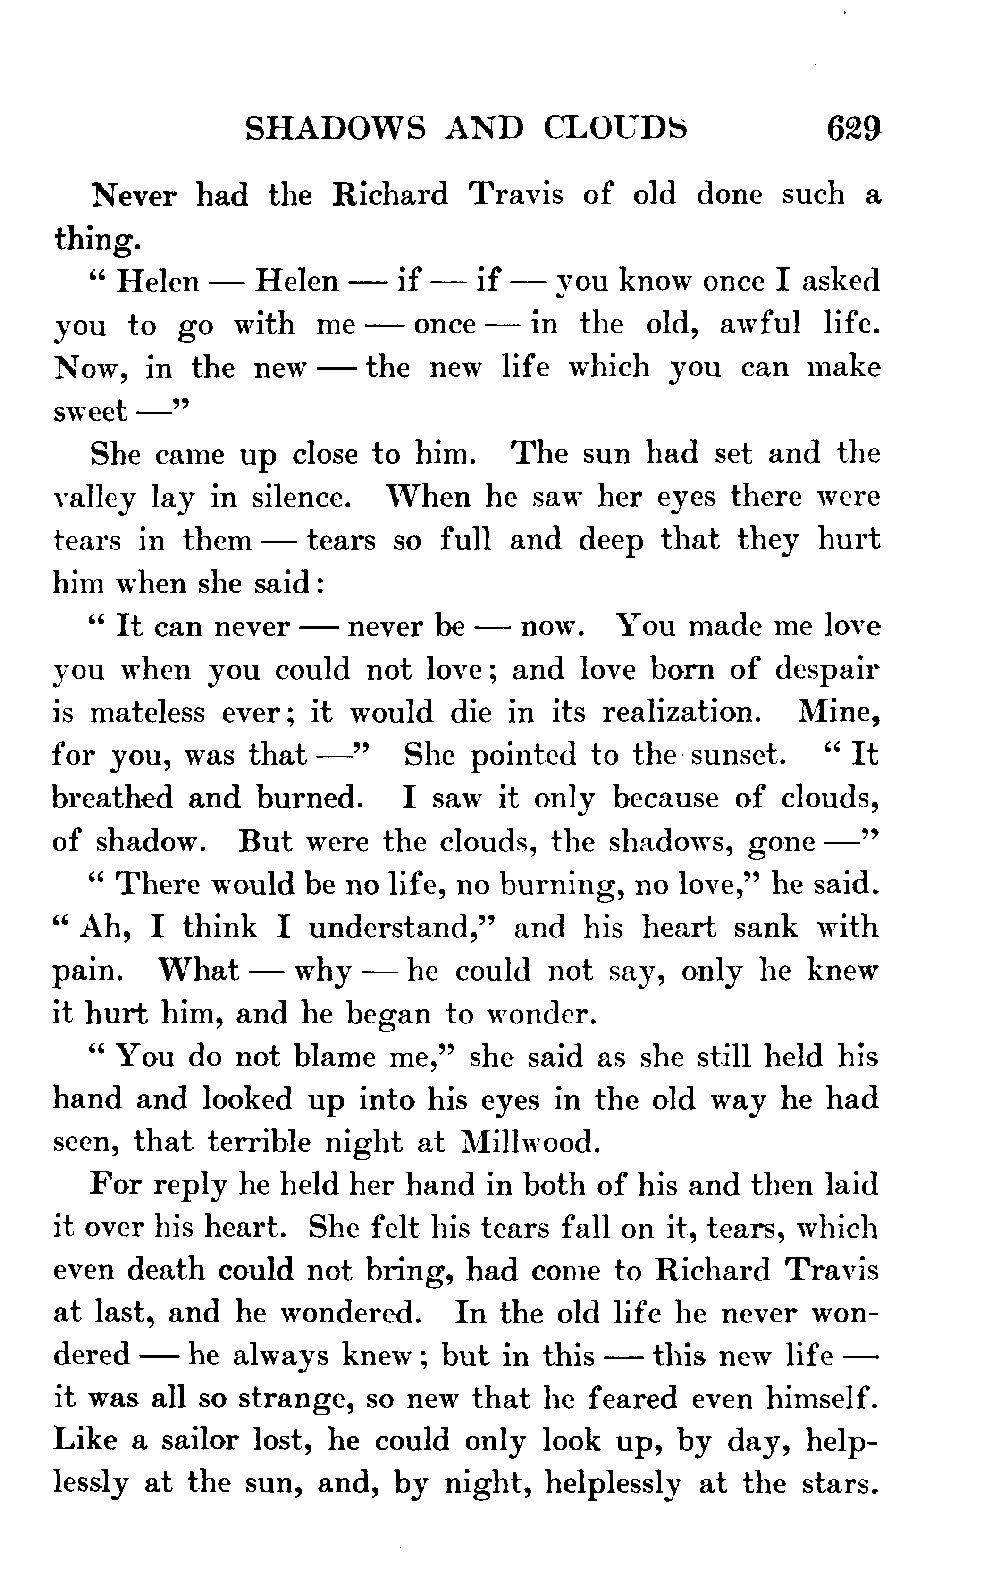 SHADOWS AND CLOUDS 629
Never had the Richard Travis of old done such a
thing.
“ Helen — Helen — if — if — you know once I asked
you to go with me — once — in the old, awful life.
Now, in the new — the new life which you can make
sweet —”
She came up close to him. The sun had set and the
valley lay in silence. When he saw her eyes there were
tears in them — tears so full and deep that they hurt
him when she said :
“ It can never — never be — now. You made me love
you when you could not love ; and love born of despair
is mateless ever ; it would die in its realization. Mine,
for you, was that —” She pointed to the sunset. “ It
breathed and burned. I saw it only because of clouds,
of shadow. But were the clouds, the shadows, gone —”
“ There would be no life, no burning, no love,” he said.
“ Ah, I think I understand,” and his heart sank with
pain. What — why — he could not say, only he knew
it hurt him, and he began to wonder.
“ You do not blame me,” she said as she still held his
hand and looked up into his eyes in the old way he had
seen, that terrible night at Millwood.
For reply he held her hand in both of his and then laid
it over his heart. She felt his tears fall on it, tears, which
even death could not bring, had come to Richard Travis
at last, and he wondered. In the old life he never won-
dered — he always knew ; but in this — this new life —
it was all so strange, so new that he feared even himself.
Like a sailor lost, he could only look up, by day, help-
lessly at the sun, and, by night, helplessly at the stars.